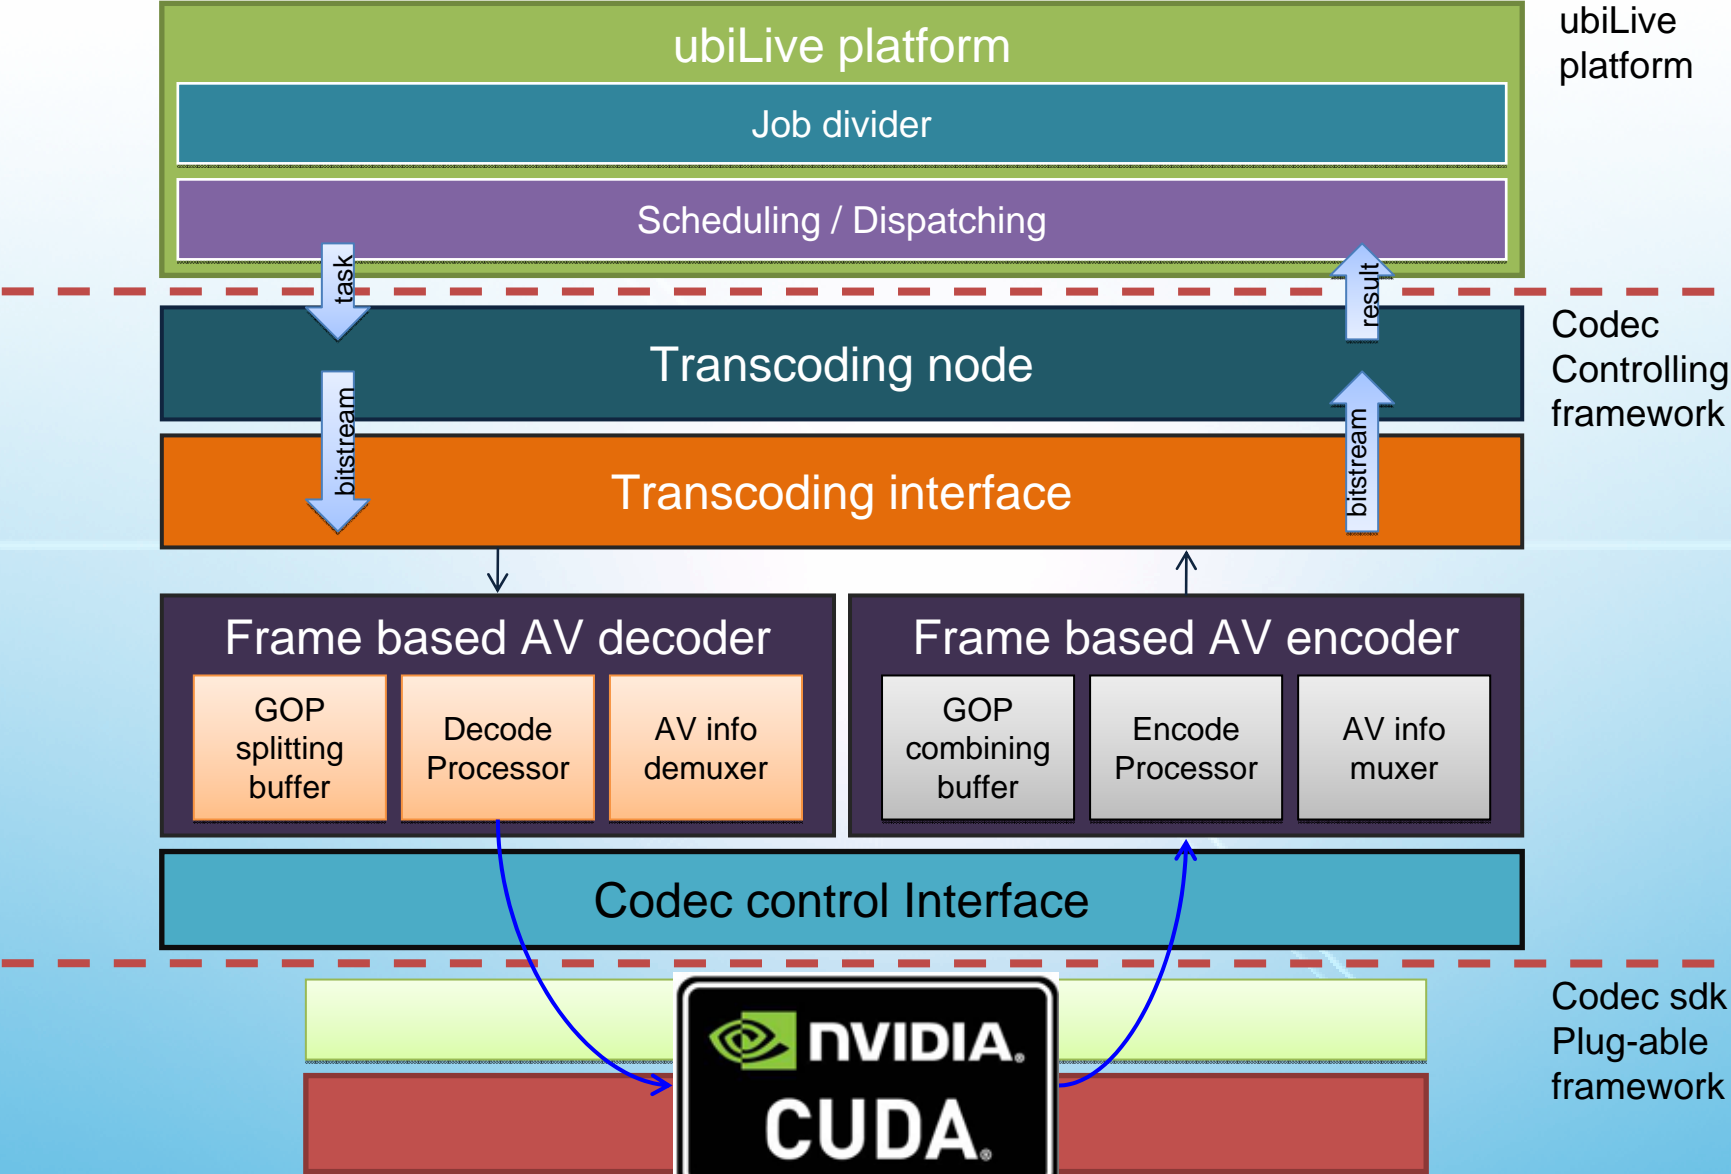 ubiLive platform
ubiLive
platform
Job divider
Scheduling / Dispatching
task
result
Transcoding node
Codec
Controlling
framework
bitstream
bitstream
Transcoding interface
Frame based AV decoder
GOP
splitting
buffer
Decode
Processor
AV info
demuxer
Frame based AV encoder
GOP
combining
buffer
Encode
Processor
AV info
muxer
Codec control Interface
Codec sdk
Plug-able
framework
NVIDIA®
CUDA®